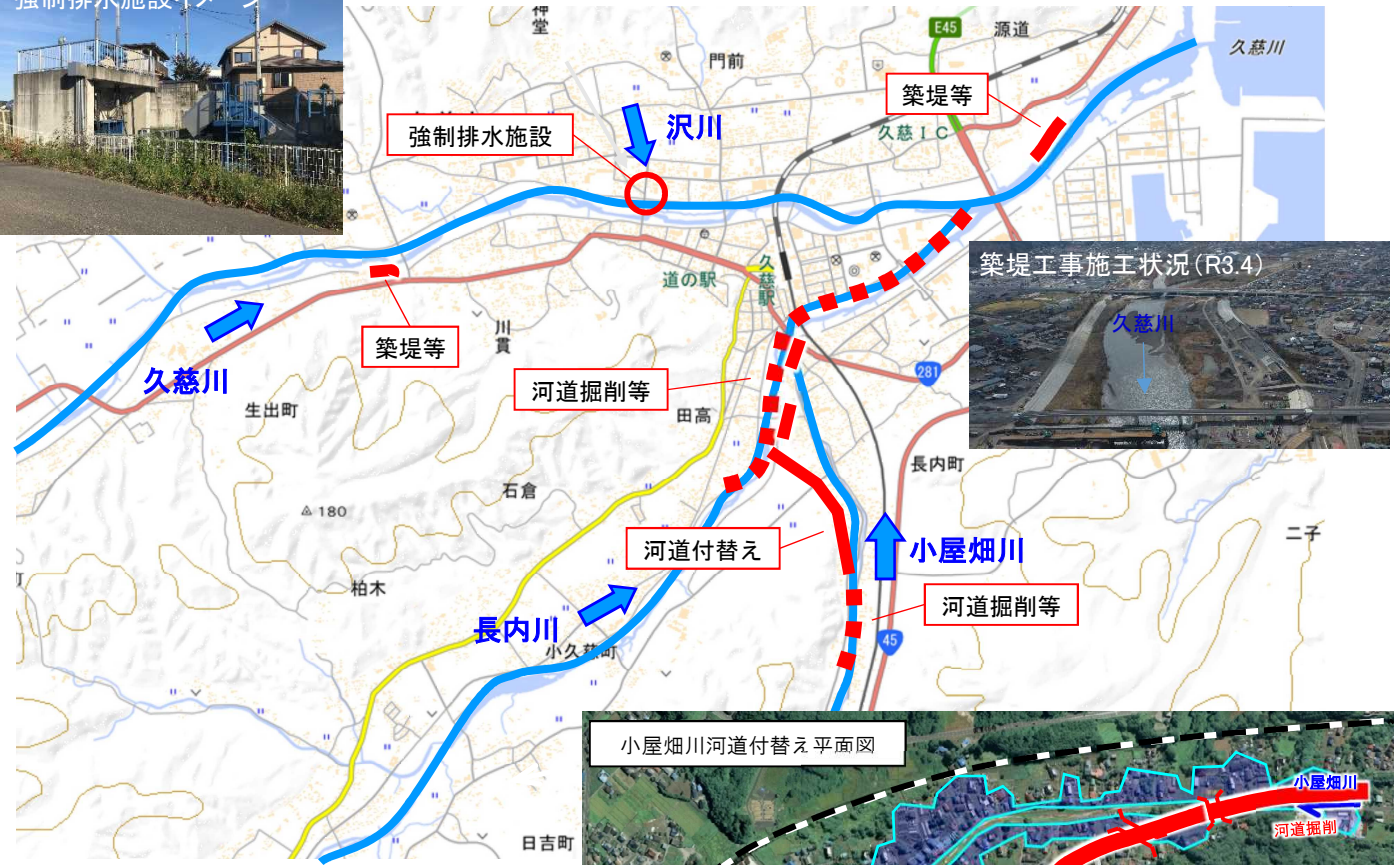 強制排水施設イメージ
神
堂
門前
E45
源道
久慈川
築堤等
久慈IC
沢川
強制排水施設
道の駅
久
慈
駅
築堤工事施工状況(R3.4)
久慈川
築堤等
川
貫
久慈川
河道掘削等
281
生出町
田高
長内町
石倉
180
河道付替え
小屋畑川
二子
柏木
河道掘削等
長内川
45
小久慈町
小屋畑川河道付替え平面図
小屋畑川
河道掘削
日吉町